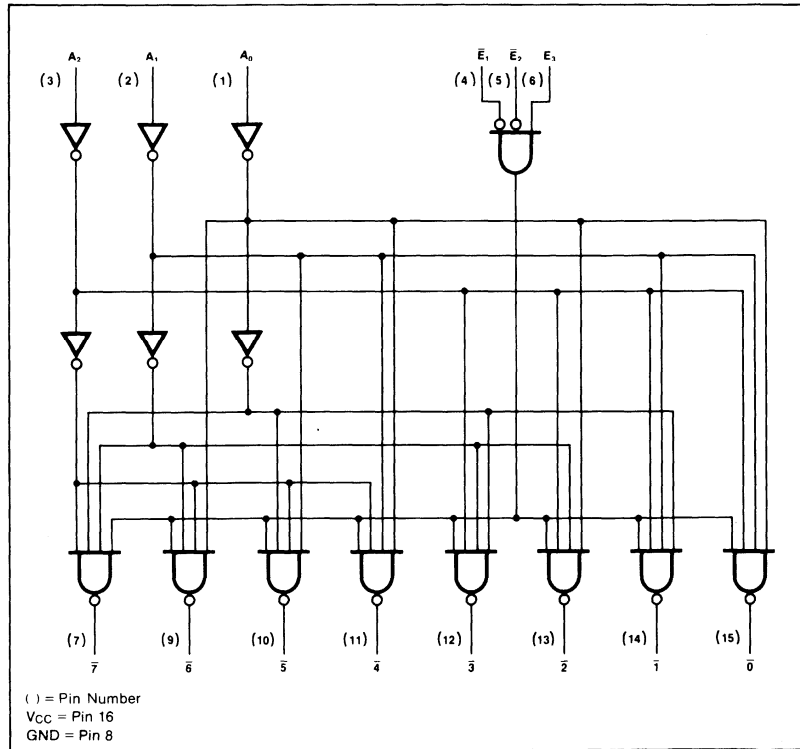 A₂ A₁ A₀ Ē₁ Ē₂ E₃
(3) (2) (1) (4) (5) (6)
(7) (9) (10) (11) (12) (13) (14) (15)
7̅ 6̅ 5̅ 4̅ 3̅ 2̅ 1̅ 0̅
( ) = Pin Number
VCC = Pin 16
GND = Pin 8